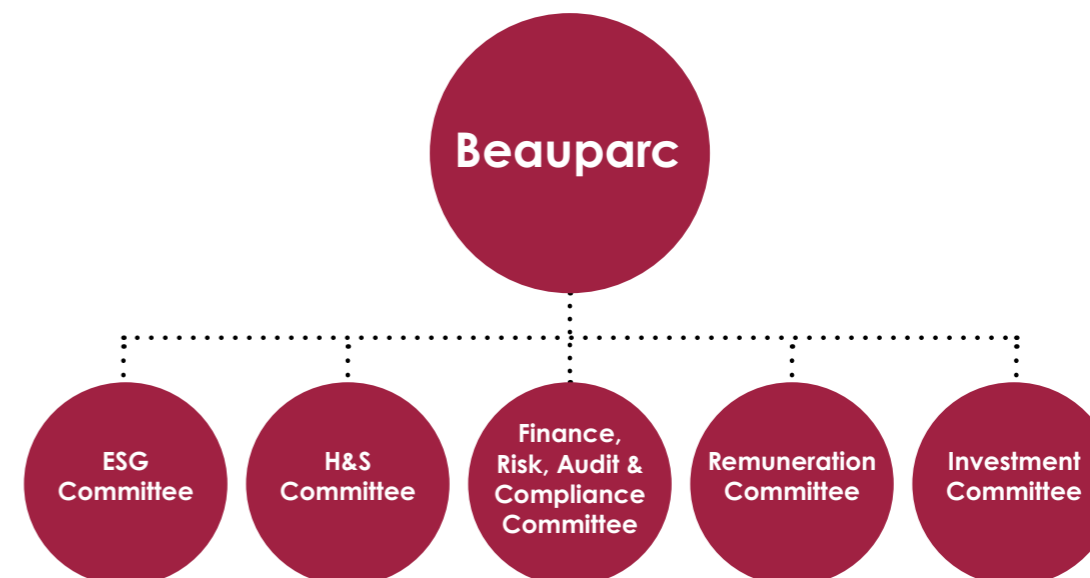 Beauparc
ESG
Committee
H&S
Committee
Finance,
Risk, Audit &
Compliance
Committee
Remuneration
Committee
Investment
Committee